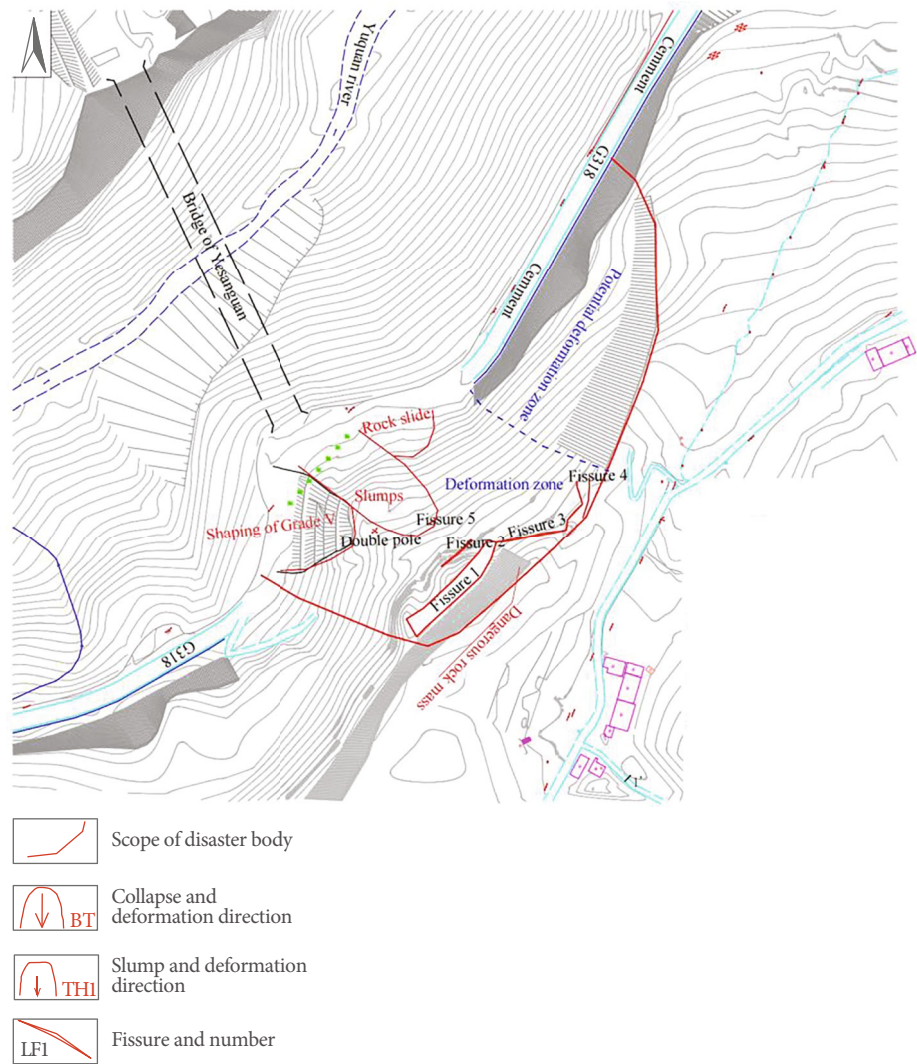 Yuquan river
Cemment
G318
Bridge of Yesanguan
Cemment
Potential deformation zone
Rock slide
Fissure 4
Deformation zone
Slumps
Fissure 5
Fissure 3
Shaping of Grade V
Double pole
Fissure 2
Fissure 1
Dangerous rock mass
G318
1
Scope of disaster body
BT
Collapse and
deformation direction
TH1
Slump and deformation
direction
LF1
Fissure and number